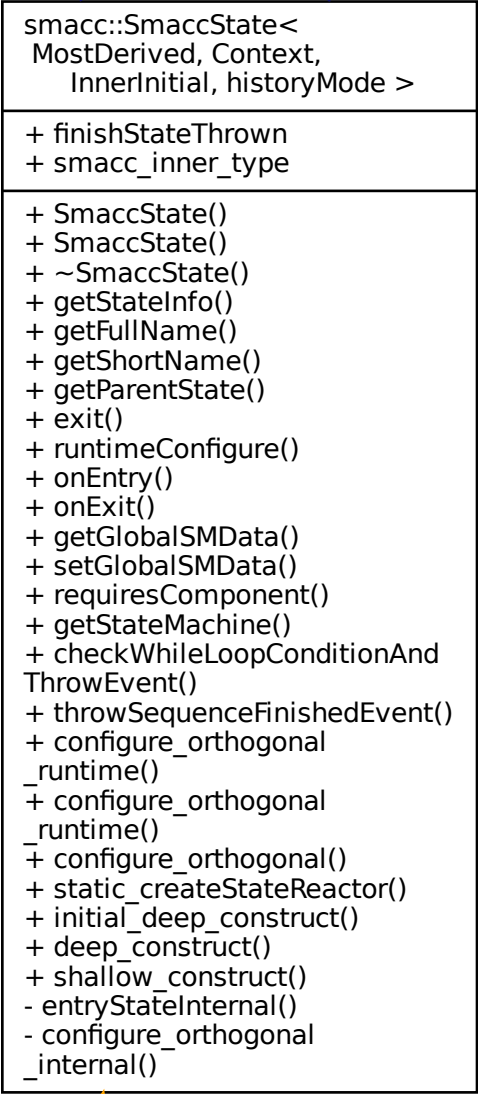 smacc::SmaccState<
MostDerived, Context,
InnerInitial, historyMode >
+ finishStateThrown
+ smacc_inner_type
+ SmaccState()
+ SmaccState()
+ ~SmaccState()
+ getStateInfo()
+ getFullName()
+ getShortName()
+ getParentState()
+ exit()
+ runtimeConfigure()
+ onEntry()
+ onExit()
+ getGlobalSMData()
+ setGlobalSMData()
+ requiresComponent()
+ getStateMachine()
+ checkWhileLoopConditionAnd
ThrowEvent()
+ throwSequenceFinishedEvent()
+ configure_orthogonal
_runtime()
+ configure_orthogonal
_runtime()
+ configure_orthogonal()
+ static_createStateReactor()
+ initial_deep_construct()
+ deep_construct()
+ shallow_construct()
- entryStateInternal()
- configure_orthogonal
_internal()